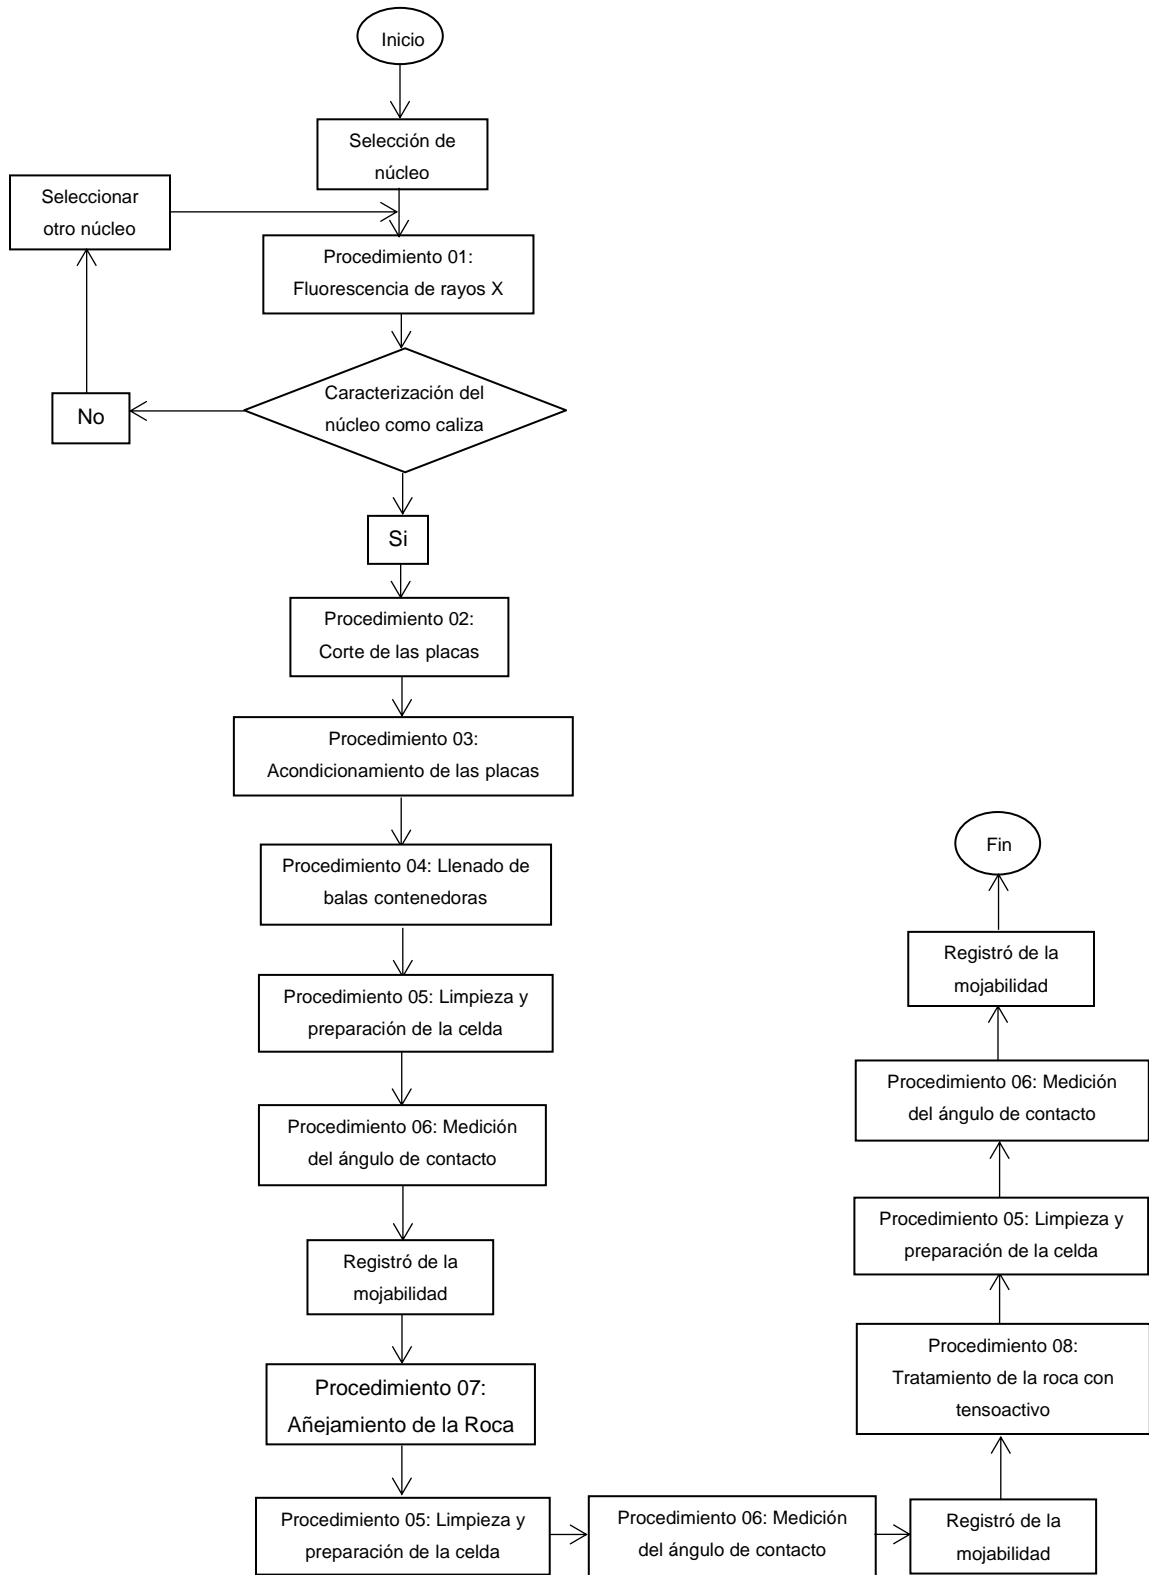 Inicio
Selección de
núcleo
Seleccionar
otro núcleo
Procedimiento 01:
Fluorescencia de rayos X
Caracterización del
núcleo como caliza
No
Si
Procedimiento 02:
Corte de las placas
Procedimiento 03:
Acondicionamiento de las placas
Procedimiento 04: Llenado de
balas contenedoras
Procedimiento 05: Limpieza y
preparación de la celda
Procedimiento 06: Medición
del ángulo de contacto
Registró de la
mojabilidad
Procedimiento 07:
Añejamiento de la Roca
Procedimiento 05: Limpieza y
preparación de la celda
Procedimiento 06: Medición
del ángulo de contacto
Registró de la
mojabilidad
Procedimiento 08:
Tratamiento de la roca con
tensoactivo
Procedimiento 05: Limpieza y
preparación de la celda
Procedimiento 06: Medición
del ángulo de contacto
Registró de la
mojabilidad
Fin